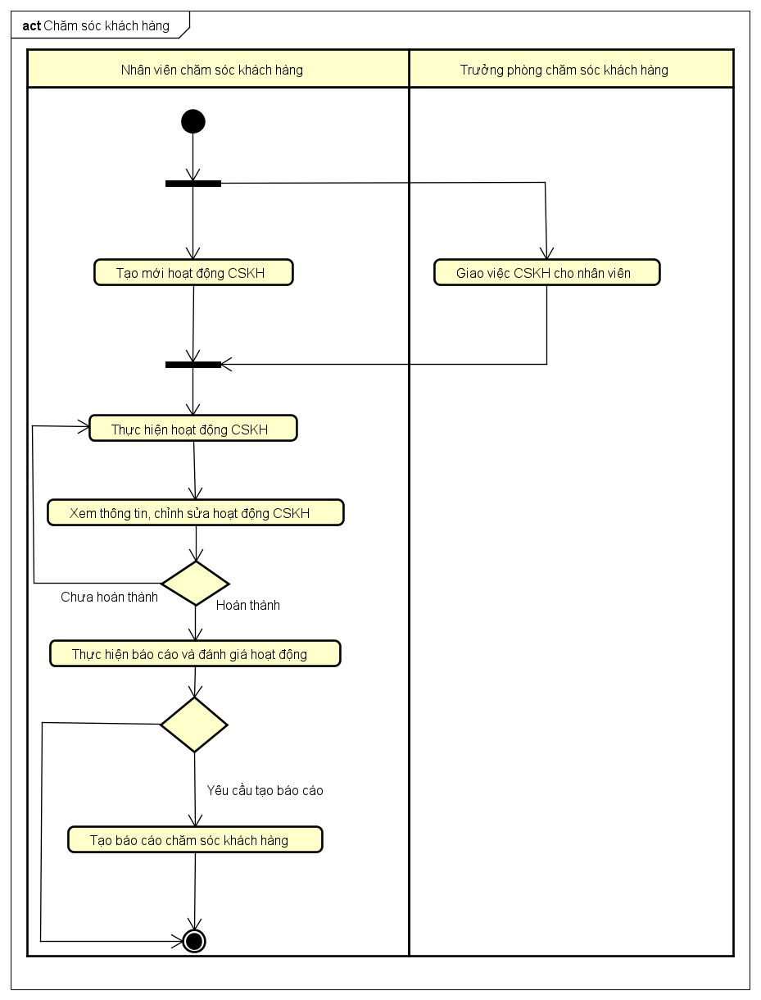 act Chăm sóc khách hàng
Nhân viên chăm sóc khách hàng
Trưởng phòng chăm sóc khách hàng
Tạo mới hoạt động CSKH
Giao việc CSKH cho nhân viên
Thực hiện hoạt động CSKH
Xem thông tin, chỉnh sửa hoạt động CSKH
Chưa hoàn thành
Hoàn thành
Thực hiện báo cáo và đánh giá hoạt động
Yêu cầu tạo báo cáo
Tạo báo cáo chăm sóc khách hàng